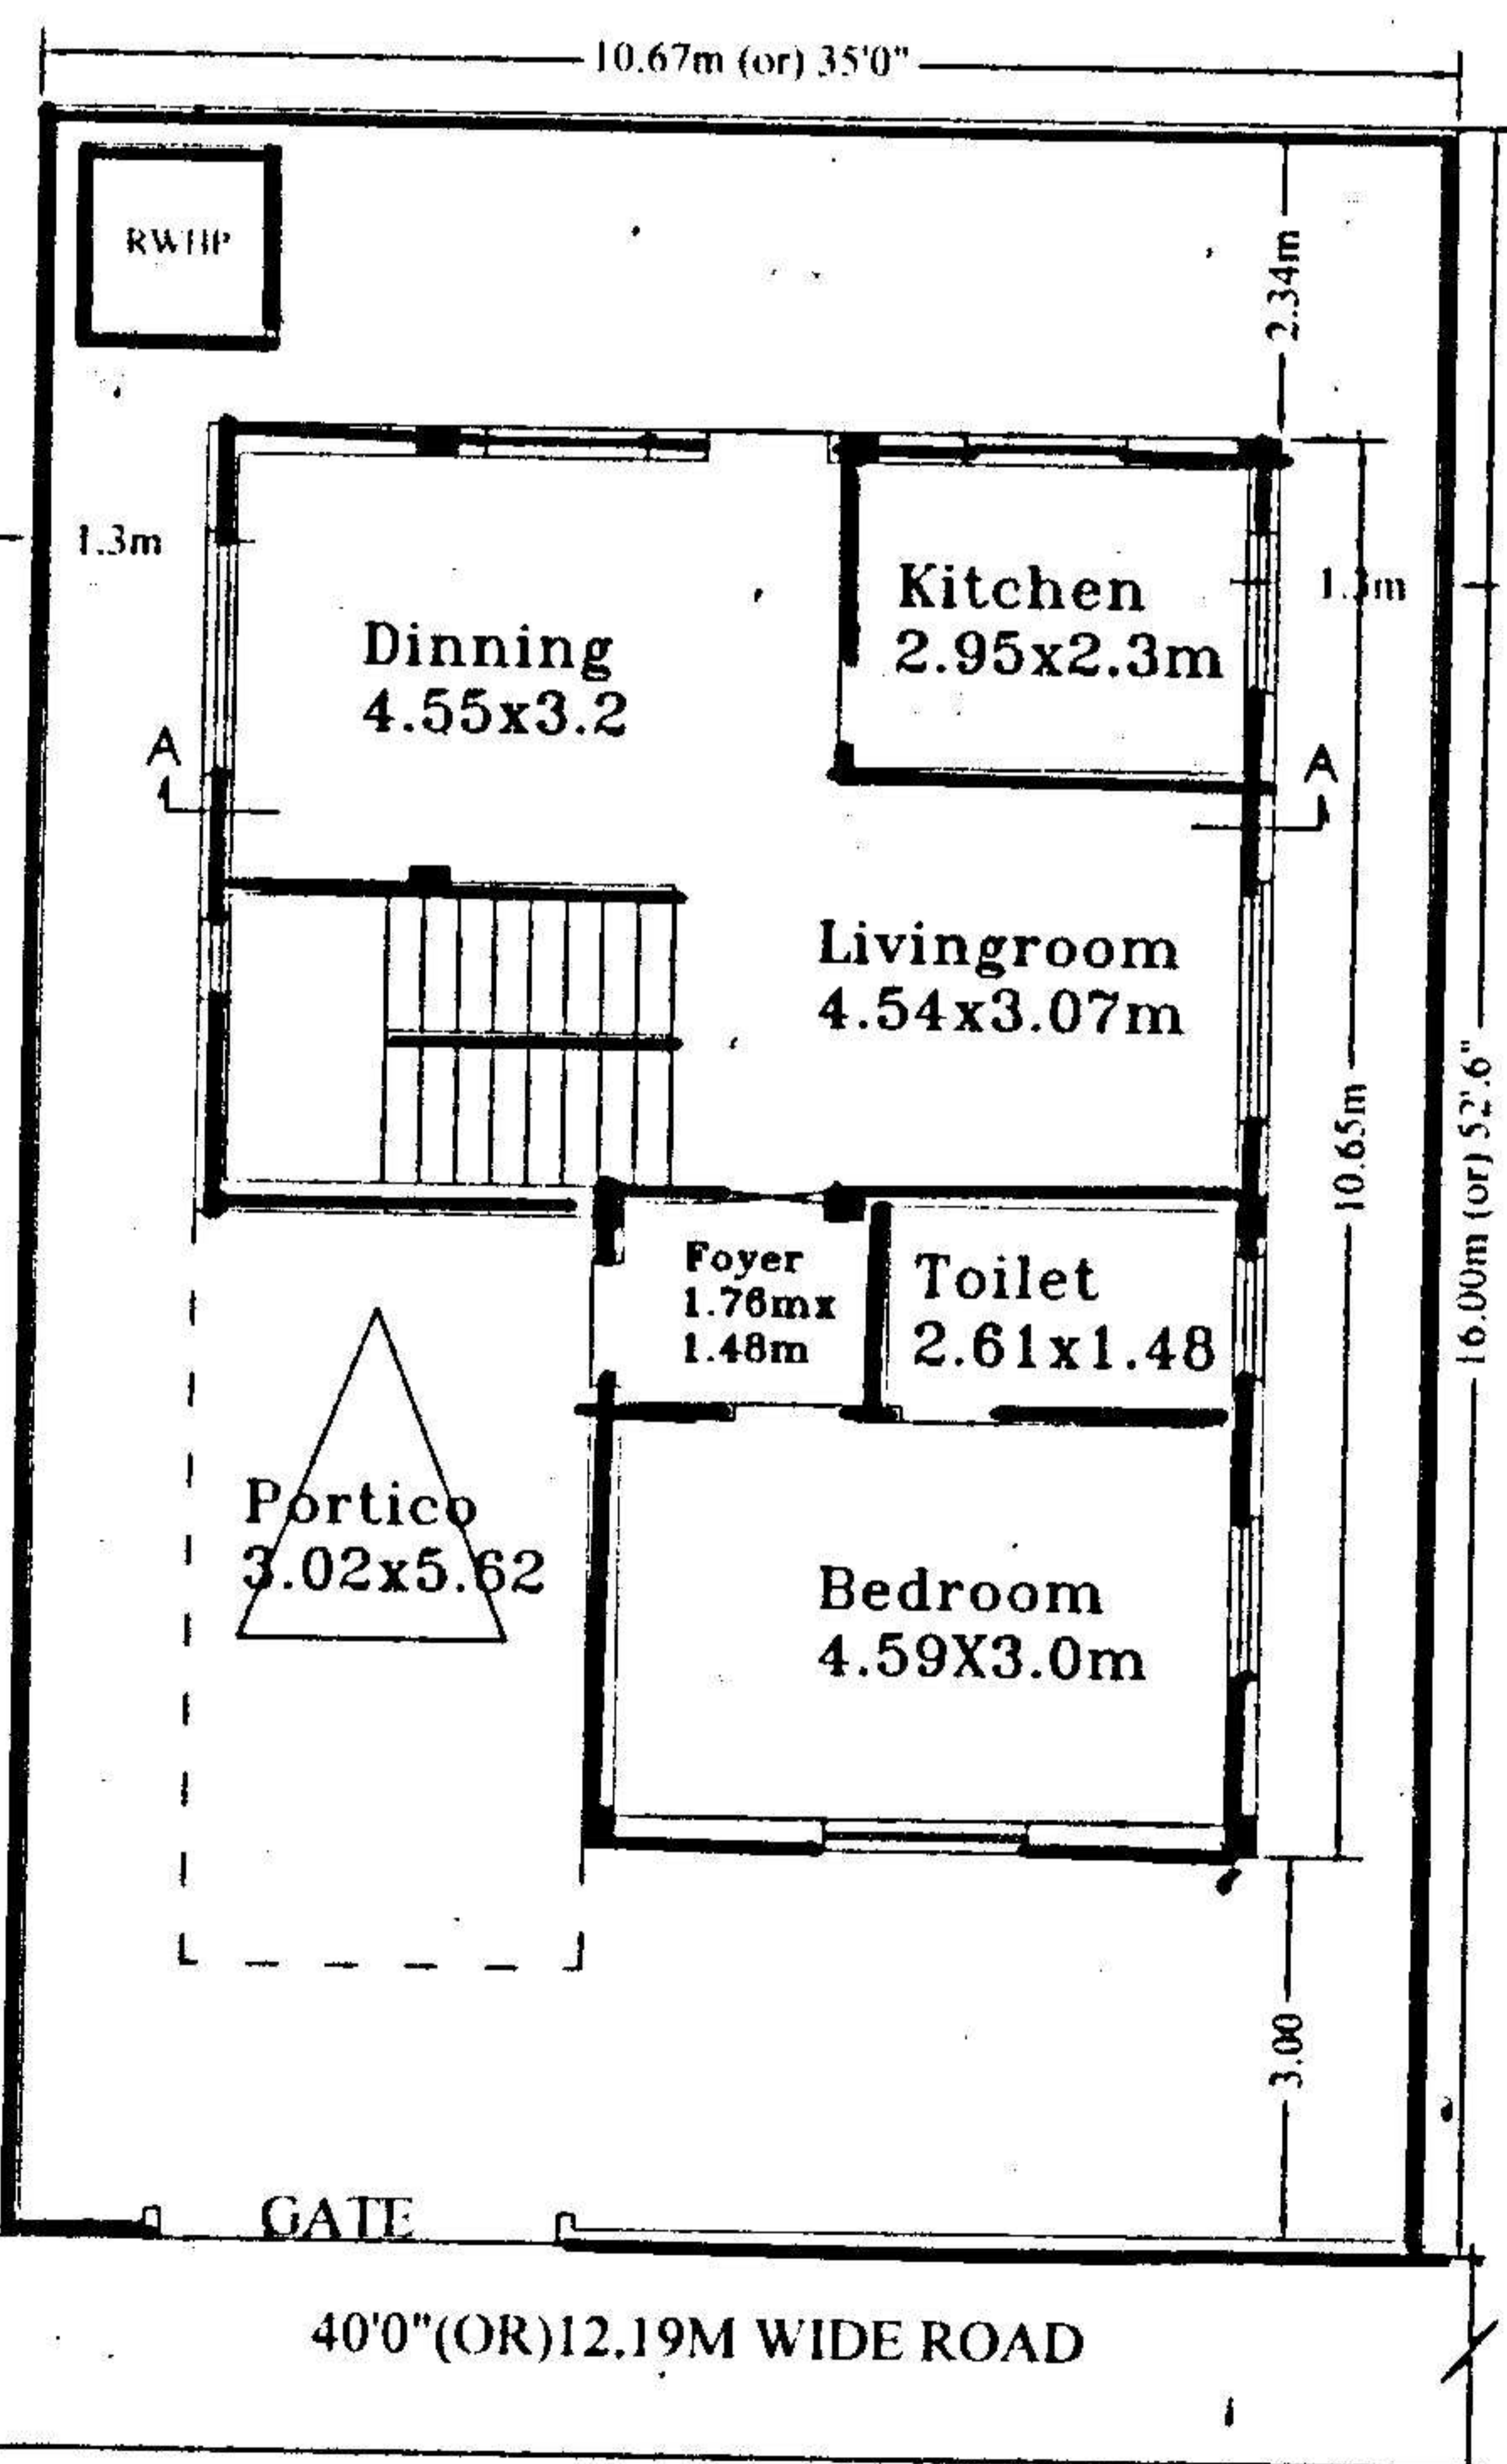 10.67m (or) 35'0"
RWHP
2.34m
1.3m
Kitchen
2.95x2.3m
Dinning
4.55x3.2
A
A
Livingroom
4.54x3.07m
10.65m
16.00m (or) 52'.6"
Foyer
1.76mx
1.48m
Toilet
2.61x1.48
Portico
3.02x5.62
Bedroom
4.59X3.0m
3.00
GATE
40'0"(OR)12.19M WIDE ROAD